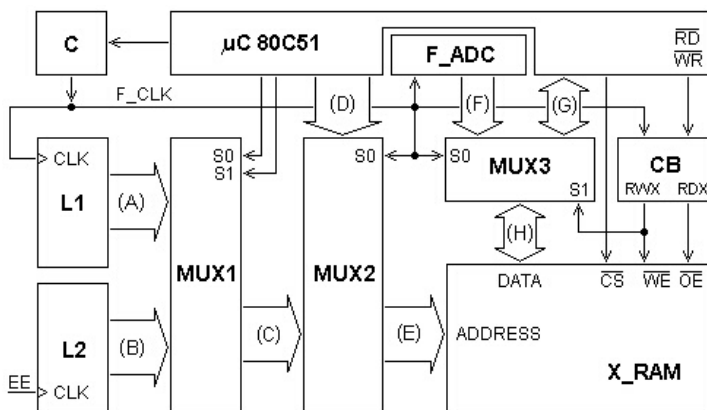 C
μC 80C51
F_ADC
RD
WR
F_CLK
(D)
(F)
(G)
CLK
S0
S1
S0
S0
MUX3
S1
CB
RWX
RDX
L1
(A)
MUX1
MUX2
(H)
DATA
CS
WE
OE
L2
(B)
(C)
(E)
ADDRESS
X_RAM
EE
CLK